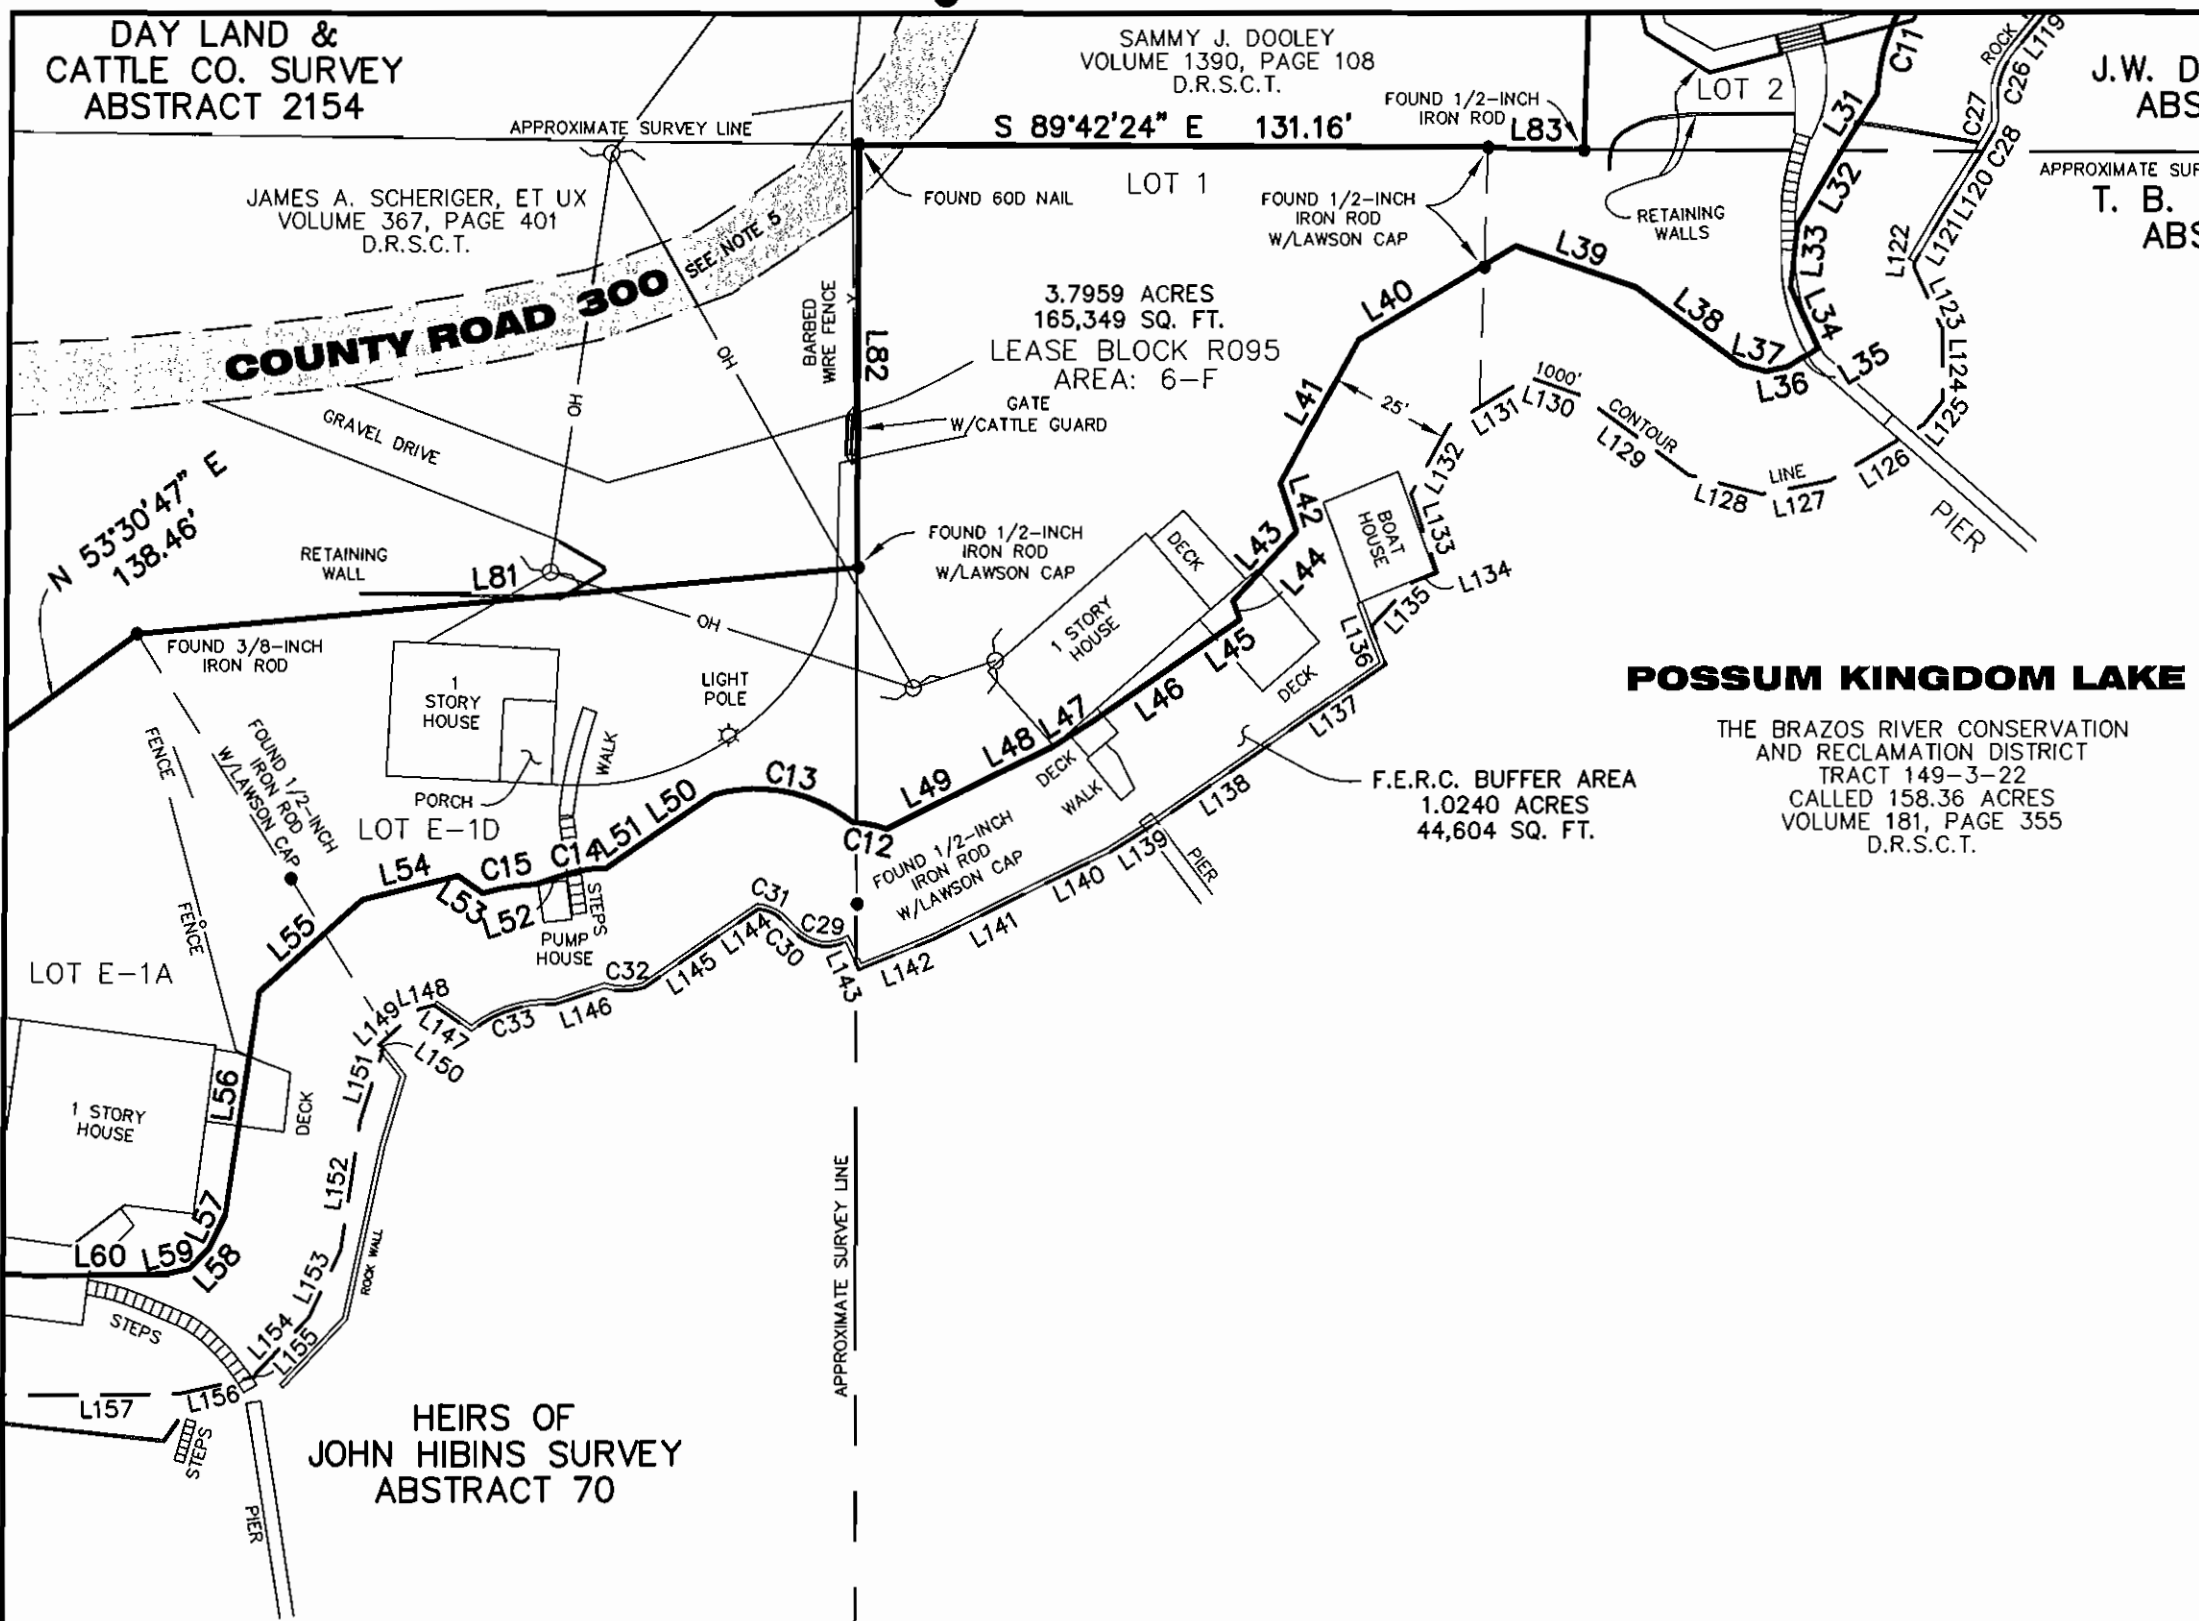 DAY LAND &
CATTLE CO. SURVEY
ABSTRACT 2154
SAMMY J. DOOLEY
VOLUME 1390, PAGE 108
D.R.S.C.T.
APPROXIMATE SURVEY LINE
S 89°42'24" E 131.16'
FOUND 1/2-INCH
IRON ROD
L83
LOT 2
C11
ROCK
L119
C26
C27
C28
L31
L32
L33
L34
L35
L120
L121
L122
L123
L124
L125
L126
J.W. D
ABS
APPROXIMATE SUR
T. B.
ABS
JAMES A. SCHERIGER, ET UX
VOLUME 367, PAGE 401
D.R.S.C.T.
FOUND 60D NAIL
LOT 1
FOUND 1/2-INCH
IRON ROD
W/LAWSON CAP
RETAINING
WALLS
COUNTY ROAD 300
SEE NOTE 5
BARBED
WIRE FENCE
X
L82
3.7959 ACRES
165,349 SQ. FT.
LEASE BLOCK R095
AREA: 6-F
L36
L37
L38
L39
L40
L41
L42
L43
L44
L45
L46
L47
L48
L49
25'
1000'
CONTOUR
LINE
L127
L128
L129
L130
L131
L132
L133
L134
L135
L136
L137
L138
L139
L140
L141
L142
L143
PIER
GRAVEL DRIVE
OH
OH
OH
GATE
W/CATTLE GUARD
N 53°30'47" E
138.46'
RETAINING
WALL
L81
FOUND 1/2-INCH
IRON ROD
W/LAWSON CAP
DECK
BOAT
HOUSE
1 STORY
HOUSE
DECK
FOUND 3/8-INCH
IRON ROD
1
STORY
HOUSE
LIGHT
POLE
WALK
PORCH
LOT E-1D
FENCE
FENCE
FOUND 1/2-INCH
IRON ROD
W/LAWSON CAP
POSSUM KINGDOM LAKE
THE BRAZOS RIVER CONSERVATION
AND RECLAMATION DISTRICT
TRACT 149-3-22
CALLED 158.36 ACRES
VOLUME 181, PAGE 355
D.R.S.C.T.
F.E.R.C. BUFFER AREA
1.0240 ACRES
44,604 SQ. FT.
DECK
WALK
PIER
FOUND 1/2-INCH
IRON ROD
W/LAWSON CAP
C12
C13
L50
L51
C14
L52
C15
L53
L54
L55
STEPS
PUMP
HOUSE
C29
C30
C31
L144
L145
C32
L146
C33
L147
L148
L149
L150
L151
L152
L153
L154
L155
L156
L157
LOT E-1A
L56
DECK
1 STORY
HOUSE
L57
L58
L59
L60
ROCK WALL
STEPS
STEPS
PIER
APPROXIMATE SURVEY LINE
HEIRS OF
JOHN HIBINS SURVEY
ABSTRACT 70